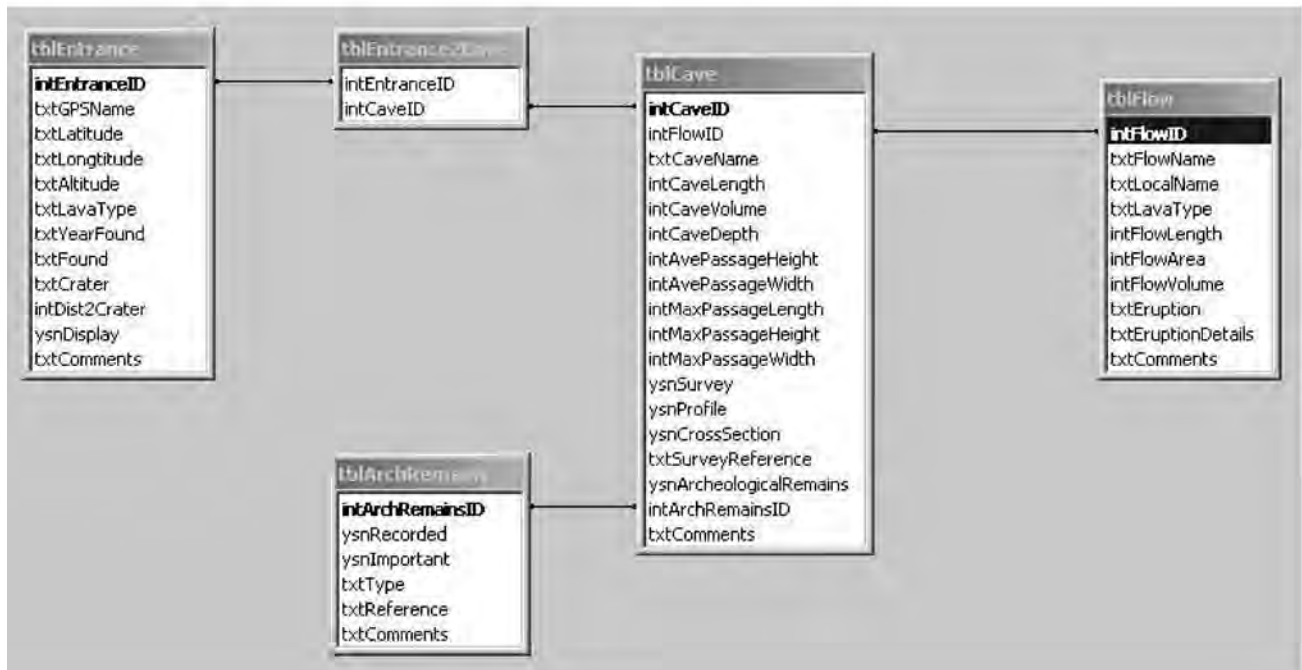 tblEntrance
intEntranceID
txtGPSName
txtLatitude
txtLongtitude
txtAltitude
txtLavaType
txtYearFound
txtFound
txtCrater
intDist2Crater
ysnDisplay
txtComments
tblEntrance2Cave
intEntranceID
intCaveID
tblCave
intCaveID
intFlowID
txtCaveName
intCaveLength
intCaveVolume
intCaveDepth
intAvePassageHeight
intAvePassageWidth
intMaxPassageLength
intMaxPassageHeight
intMaxPassageWidth
ysnSurvey
ysnProfile
ysnCrossSection
txtSurveyReference
ysnArcheologicalRemains
intArchRemainsID
txtComments
tblFlow
intFlowID
txtFlowName
txtLocalName
txtLavaType
intFlowLength
intFlowArea
intFlowVolume
txtEruption
txtEruptionDetails
txtComments
tblArchRemains
intArchRemainsID
ysnRecorded
ysnImportant
txtType
txtReference
txtComments